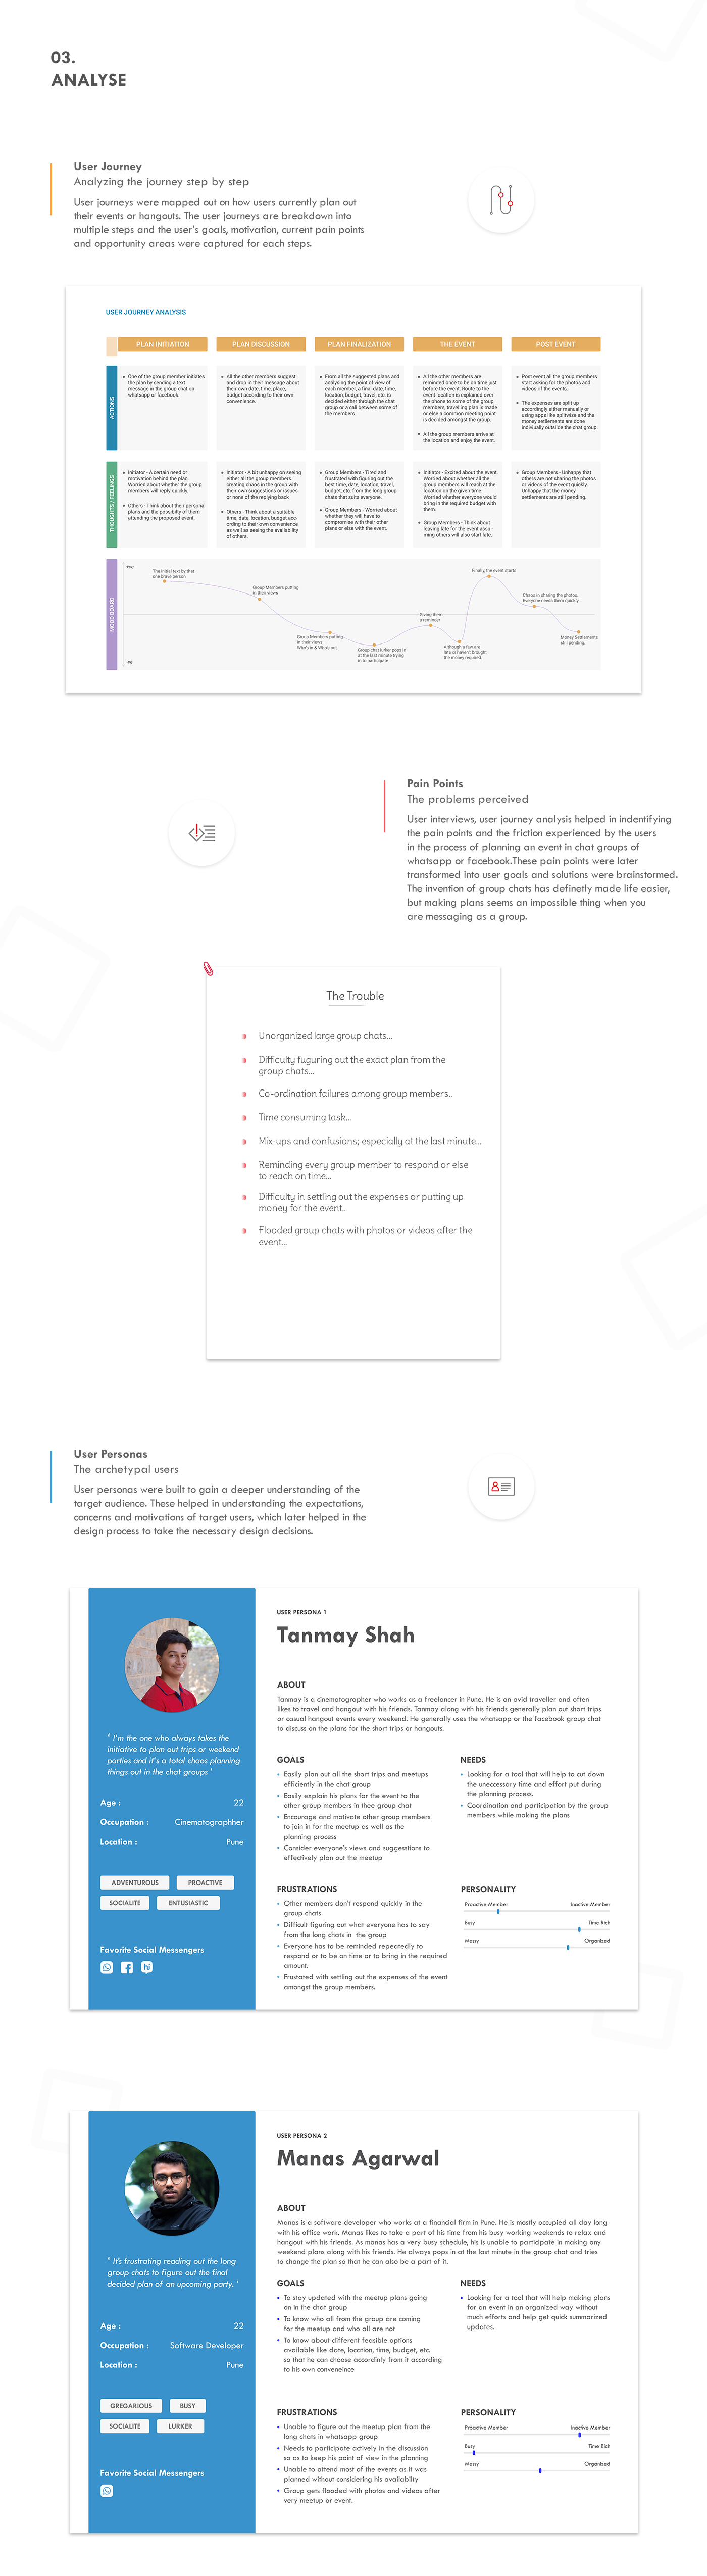 03.
ANALYSE
User Journey
Analyzing the journey step by step
User journeys were mapped out on how users currently plan out
their events or hangouts. The user journeys are breakdown into
multiple steps and the user's goals, motivation, current pain points
and opportunity areas were captured for each steps.
USER JOURNEY ANALYSIS
PLAN INITIATION
PLAN DISCUSSION
PLAN FINALIZATION
THE EVENT
POST EVENT
ACTIONS
One of the group member initiates
the plan by sending a text
message in the group chat on
whatsapp or facebook.
All the other members suggest
and drop in their message about
their own date, time, place,
budget according to their own
convenience.
From all the suggested plans and
analysing the point of view of
each member, a final date, time,
location, budget, travel, etc. is
decided either through the chat
group or a call between some of
the members.
All the other members are
reminded once to be on time just
before the event. Route to the
event location is explained over
the phone to some of the group
members, travelling plan is made
or else a common meeting point
is decided amongst the group.
All the group members arrive at
the location and enjoy the event.
Post event all the group members
start asking for the photos and
videos of the event.
The expenses are split up
accordingly either manually or
using apps like splitwise and the
money settlements are done
indiviually outside the chat group.
THOUGHTS / FEELINGS
Initiator - A certain need or
motivation behind the plan.
Worried about whether the group
members will reply quickly.
Others - Think about their personal
plans and the possibility of them
attending the proposed event.
Initiator - A bit unhappy on seeing
either all the group members
creating chaos in the group with
their own suggestions or issues
or none of the replying back
Others - Think about a suitable
time, date, location, budget acc-
ording to their own convenience
as well as seeing the availability
of others.
Group Members - Tired and
frustrated with figuring out the
best time, date, location, travel,
budget, etc. from the long group
chats that suits everyone.
Group Members - Worried about
whether they will have to
compromise with their other
plans or else with the event.
Initiator - Excited about the event.
Worried about whether all the
group members will reach at the
location on the given time.
Worried whether everyone would
bring in the required budget with
them.
Group Members - Think about
leaving late for the event assu-
ming others will also start late.
Group Members - Unhappy that
others are not sharing the photos
or videos of the event quickly.
Unhappy that the money
settlements are still pending.
MOOD BOARD
+ve
-ve
The initial text by that
one brave person
Group Members putting
in their views
Group Members putting
in their views
Who's in & Who's out
Group chat lurker pops in
at the last minute trying
in to participate
Giving them
a reminder
Although a few are
late or haven't brought
the money required.
Finally, the event starts
Chaos in sharing the photos.
Everyone needs them quickly
Money Settlements
still pending.
Pain Points
The problems perceived
User interviews, user journey analysis helped in indentifying
the pain points and the friction experienced by the users
in the process of planning an event in chat groups of
whatsapp or facebook.These pain points were later
transformed into user goals and solutions were brainstormed.
The invention of group chats has definetly made life easier,
but making plans seems an impossible thing when you
are messaging as a group.
The Trouble
Unorganized large group chats...
Difficulty fuguring out the exact plan from the
group chats...
Co-ordination failures among group members..
Time consuming task...
Mix-ups and confusions; especially at the last minute...
Reminding every group member to respond or else
to reach on time...
Difficulty in settling out the expenses or putting up
money for the event..
Flooded group chats with photos or videos after the
event...
User Personas
The archetypal users
User personas were built to gain a deeper understanding of the
target audience. These helped in understanding the expectations,
concerns and motivations of target users, which later helped in the
design process to take the necessary design decisions.
' I'm the one who always takes the
initiative to plan out trips or weekend
parties and it's a total chaos planning
things out in the chat groups '
Age : 22
Occupation : Cinematographher
Location : Pune
ADVENTUROUS
PROACTIVE
SOCIALITE
ENTUSIASTIC
Favorite Social Messengers
USER PERSONA 1
Tanmay Shah
ABOUT
Tanmay is a cinematographer who works as a freelancer in Pune. He is an avid traveller and often
likes to travel and hangout with his friends. Tanmay along with his friends generally plan out short trips
or casual hangout events every weekend. He generally uses the whatsapp or the facebook group chat
to discuss on the plans for the short trips or hangouts.
GOALS
Easily plan out all the short trips and meetups
efficiently in the chat group
Easily explain his plans for the event to the
other group members in thee group chat
Encourage and motivate other group members
to join in for the meetup as well as the
planning process
Consider everyone's views and suggesstions to
effectively plan out the meetup
NEEDS
Looking for a tool that will help to cut down
the uneccessary time and effort put during
the planning process.
Coordination and participation by the group
members while making the plans
FRUSTRATIONS
Other members don't respond quickly in the
group chats
Difficult figuring out what everyone has to say
from the long chats in the group
Everyone has to be reminded repeatedly to
respond or to be on time or to bring in the required
amount.
Frustated with settling out the expenses of the event
amongst the group members.
PERSONALITY
Proactive Member Inactive Member
Busy Time Rich
Messy Organized
' It's frustrating reading out the long
group chats to figure out the final
decided plan of an upcoming party. '
Age : 22
Occupation : Software Developer
Location : Pune
GREGARIOUS
BUSY
SOCIALITE
LURKER
Favorite Social Messengers
USER PERSONA 2
Manas Agarwal
ABOUT
Manas is a software developer who works at a financial firm in Pune. He is mostly occupied all day long
with his office work. Manas likes to take a part of his time from his busy working weekends to relax and
hangout with his friends. As manas has a very busy schedule, his is unable to participate in making any
weekend plans along with his friends. He always pops in at the last minute in the group chat and tries
to change the plan so that he can also be a part of it.
GOALS
To stay updated with the meetup plans going
on in the chat group
To know who all from the group are coming
for the meetup and who all are not
To know about different feasible options
available like date, location, time, budget, etc.
so that he can choose accordinly from it according
to his own conveneince
NEEDS
Looking for a tool that will help making plans
for an event in an organized way without
much efforts and help get quick summarized
updates.
FRUSTRATIONS
Unable to figure out the meetup plan from the
long chats in whatsapp group
Needs to participate actively in the discussion
so as to keep his point of view in the planning
Unable to attend most of the events as it was
planned without considering his availabilty
Group gets flooded with photos and videos after
very meetup or event.
PERSONALITY
Proactive Member Inactive Member
Busy Time Rich
Messy Organized